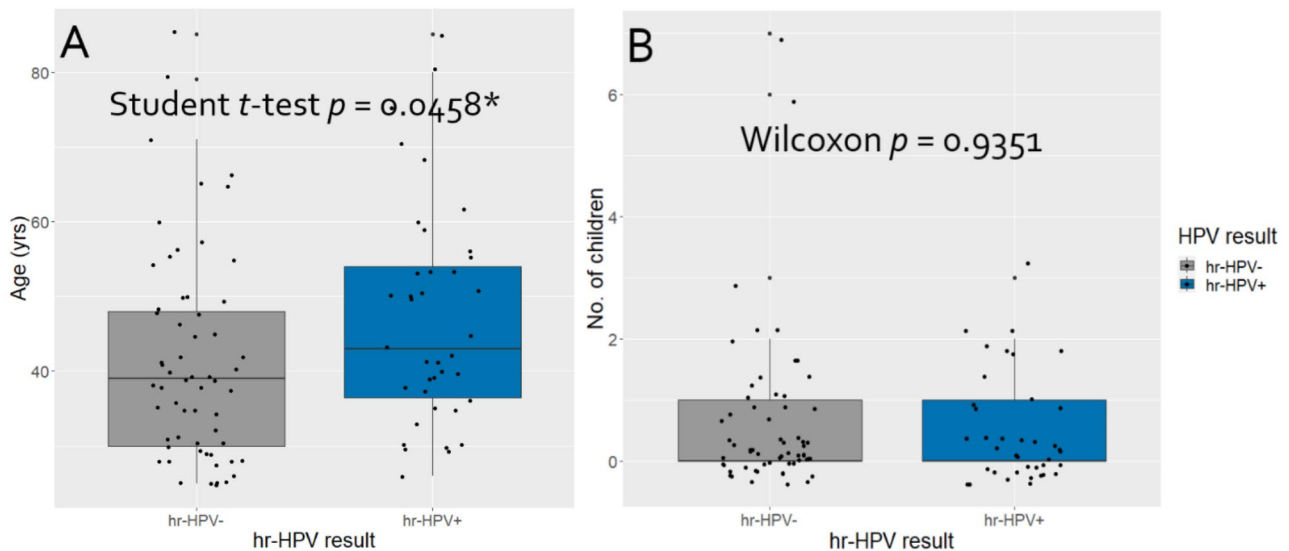 A
Student t-test p = 0.0458*
80
60
40
Age (yrs)
hr-HPV-
hr-HPV+
hr-HPV result
B
Wilcoxon p = 0.9351
6
4
2
0
No. of children
hr-HPV-
hr-HPV+
hr-HPV result
HPV result
hr-HPV-
hr-HPV+